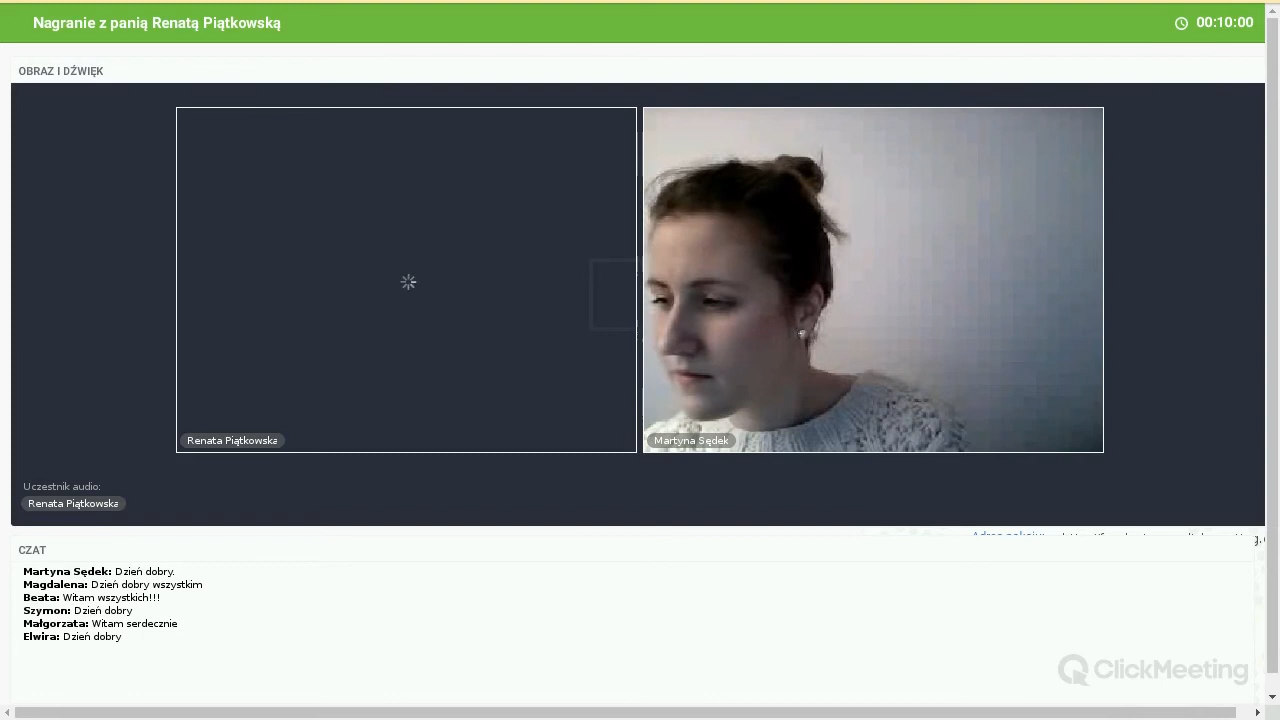 Nagranie z panią Renatą Piątkowską
00:10:00
OBRAZ I DŹWIĘK
Renata Piątkowska
Martyna Sędek
Uczestnik audio:
Renata Piątkowska
CZAT
Martyna Sędek: Dzień dobry.
Magdalena: Dzień dobry wszystkim
Beata: Witam wszystkich!!!
Szymon: Dzień dobry
Małgorzata: Witam serdecznie
Elwira: Dzień dobry
ClickMeeting